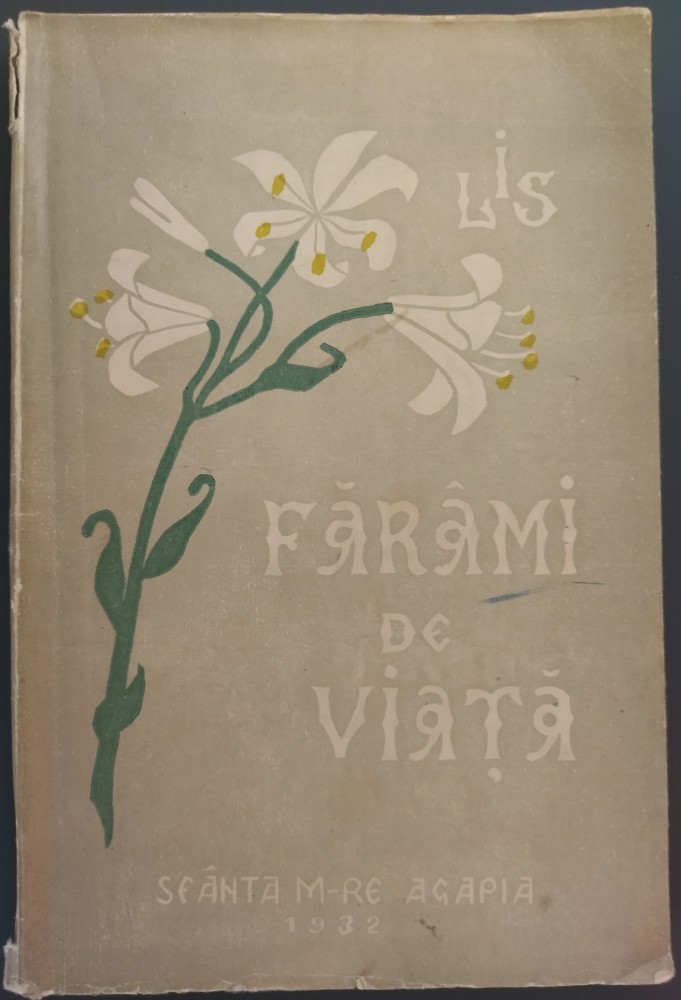 LiS
FĂRÂMi
DE
ViAȚĂ
SFÂNTA M-RE AGAPIA
1932